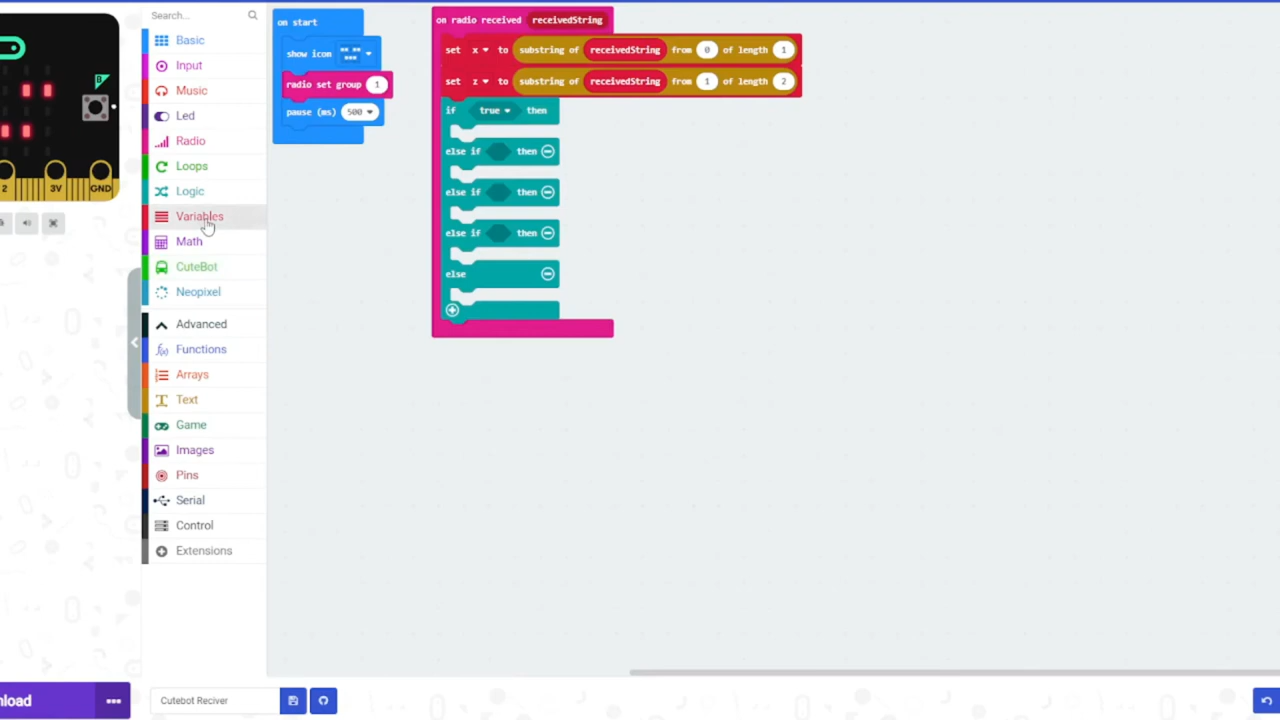 Search...
Basic
Input
Music
Led
Radio
Loops
Logic
Variables
Math
CuteBot
Neopixel
Advanced
Functions
Arrays
Text
Game
Images
Pins
Serial
Control
Extensions
on start
show icon
radio set group 1
pause (ms) 500
on radio received receivedString
set x to substring of receivedString from 0 of length 1
set z to substring of receivedString from 1 of length 2
if true then
else if then
else if then
else if then
else
B
2 3V GND
nload
Cutebot Reciver